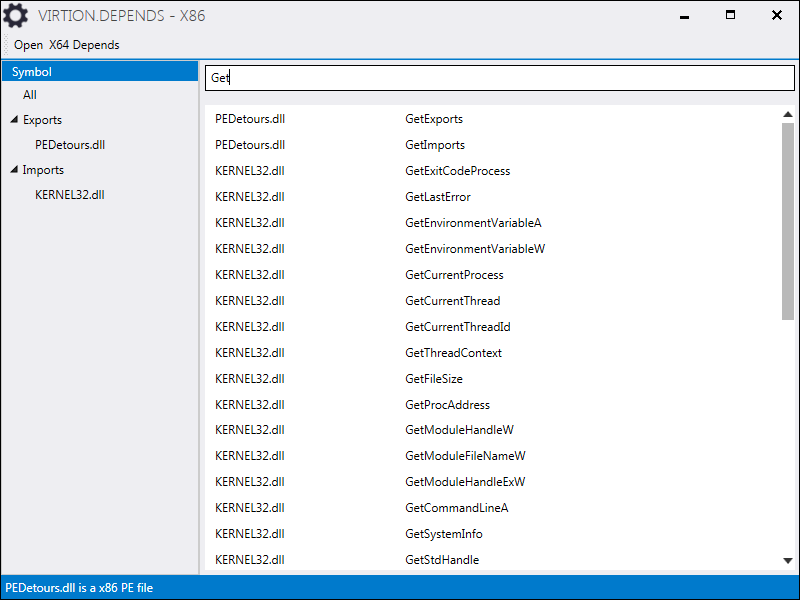 VIRTION.DEPENDS - X86
Open X64 Depends
Symbol
All
Exports
PEDetours.dll
Imports
KERNEL32.dll
Get
PEDetours.dll GetExports
PEDetours.dll GetImports
KERNEL32.dll GetExitCodeProcess
KERNEL32.dll GetLastError
KERNEL32.dll GetEnvironmentVariableA
KERNEL32.dll GetEnvironmentVariableW
KERNEL32.dll GetCurrentProcess
KERNEL32.dll GetCurrentThread
KERNEL32.dll GetCurrentThreadId
KERNEL32.dll GetThreadContext
KERNEL32.dll GetFileSize
KERNEL32.dll GetProcAddress
KERNEL32.dll GetModuleHandleW
KERNEL32.dll GetModuleFileNameW
KERNEL32.dll GetModuleHandleExW
KERNEL32.dll GetCommandLineA
KERNEL32.dll GetSystemInfo
KERNEL32.dll GetStdHandle
PEDetours.dll is a x86 PE file